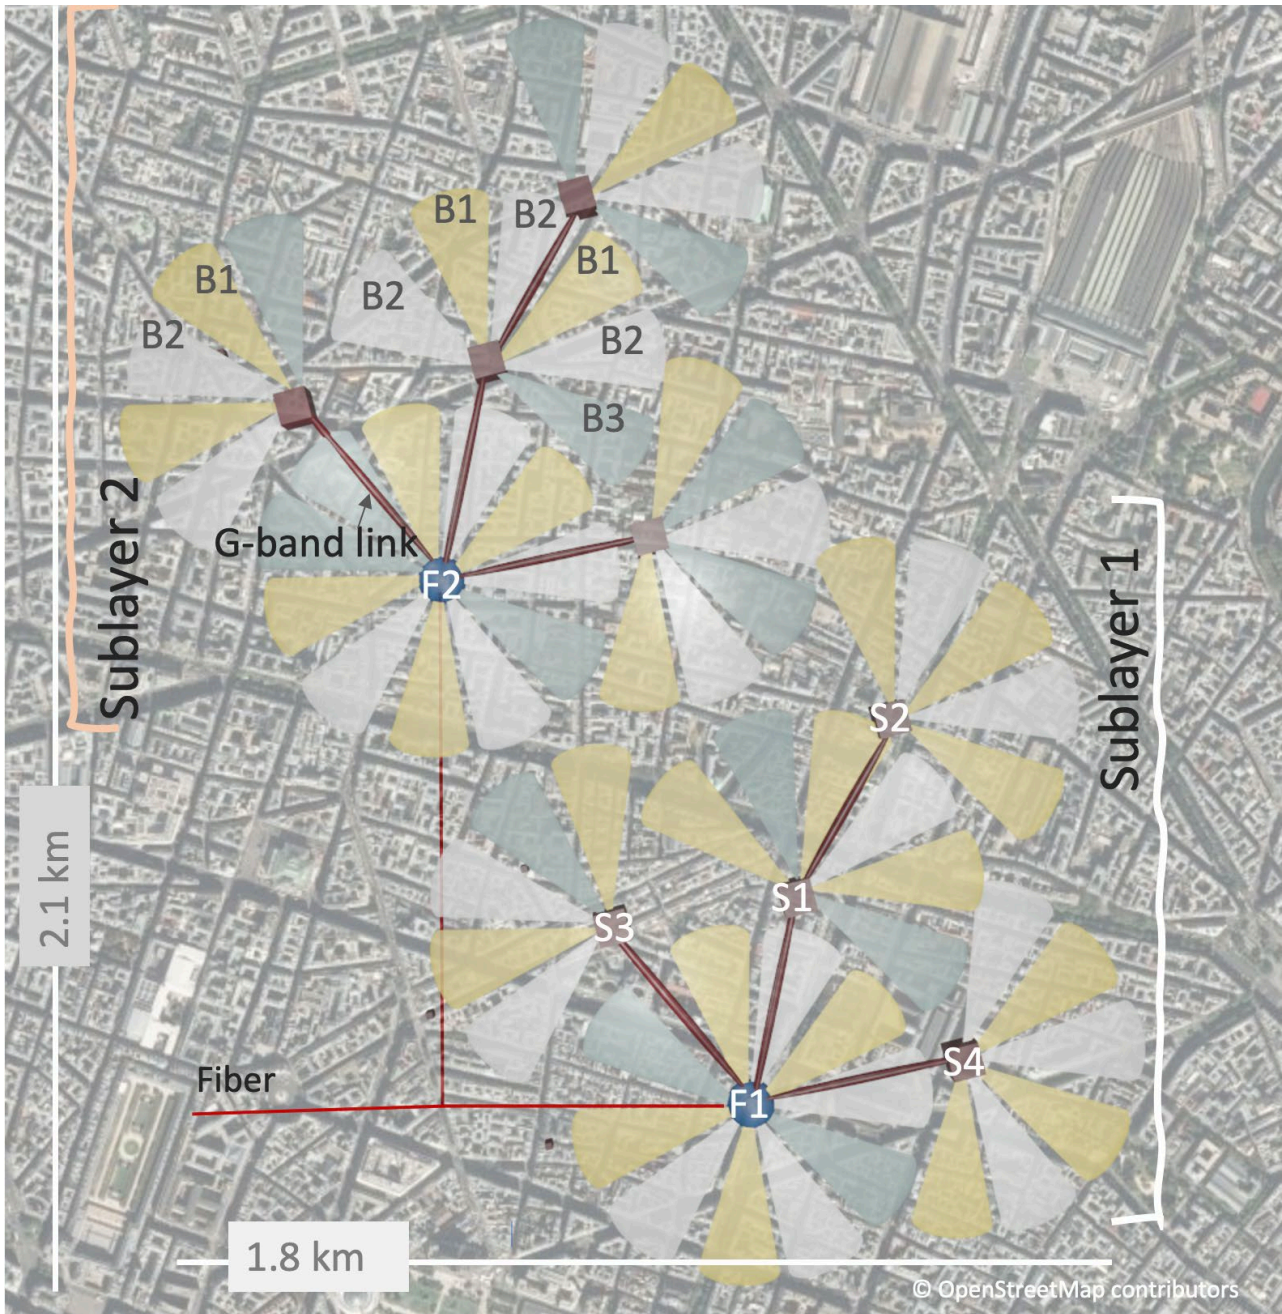 B1
B2
B1
B1
B2
B2
B2
B3
G-band link
F2
Sublayer 2
Sublayer 1
S2
2.1 km
S1
S3
S4
Fiber
F1
1.8 km
© OpenStreetMap contributors